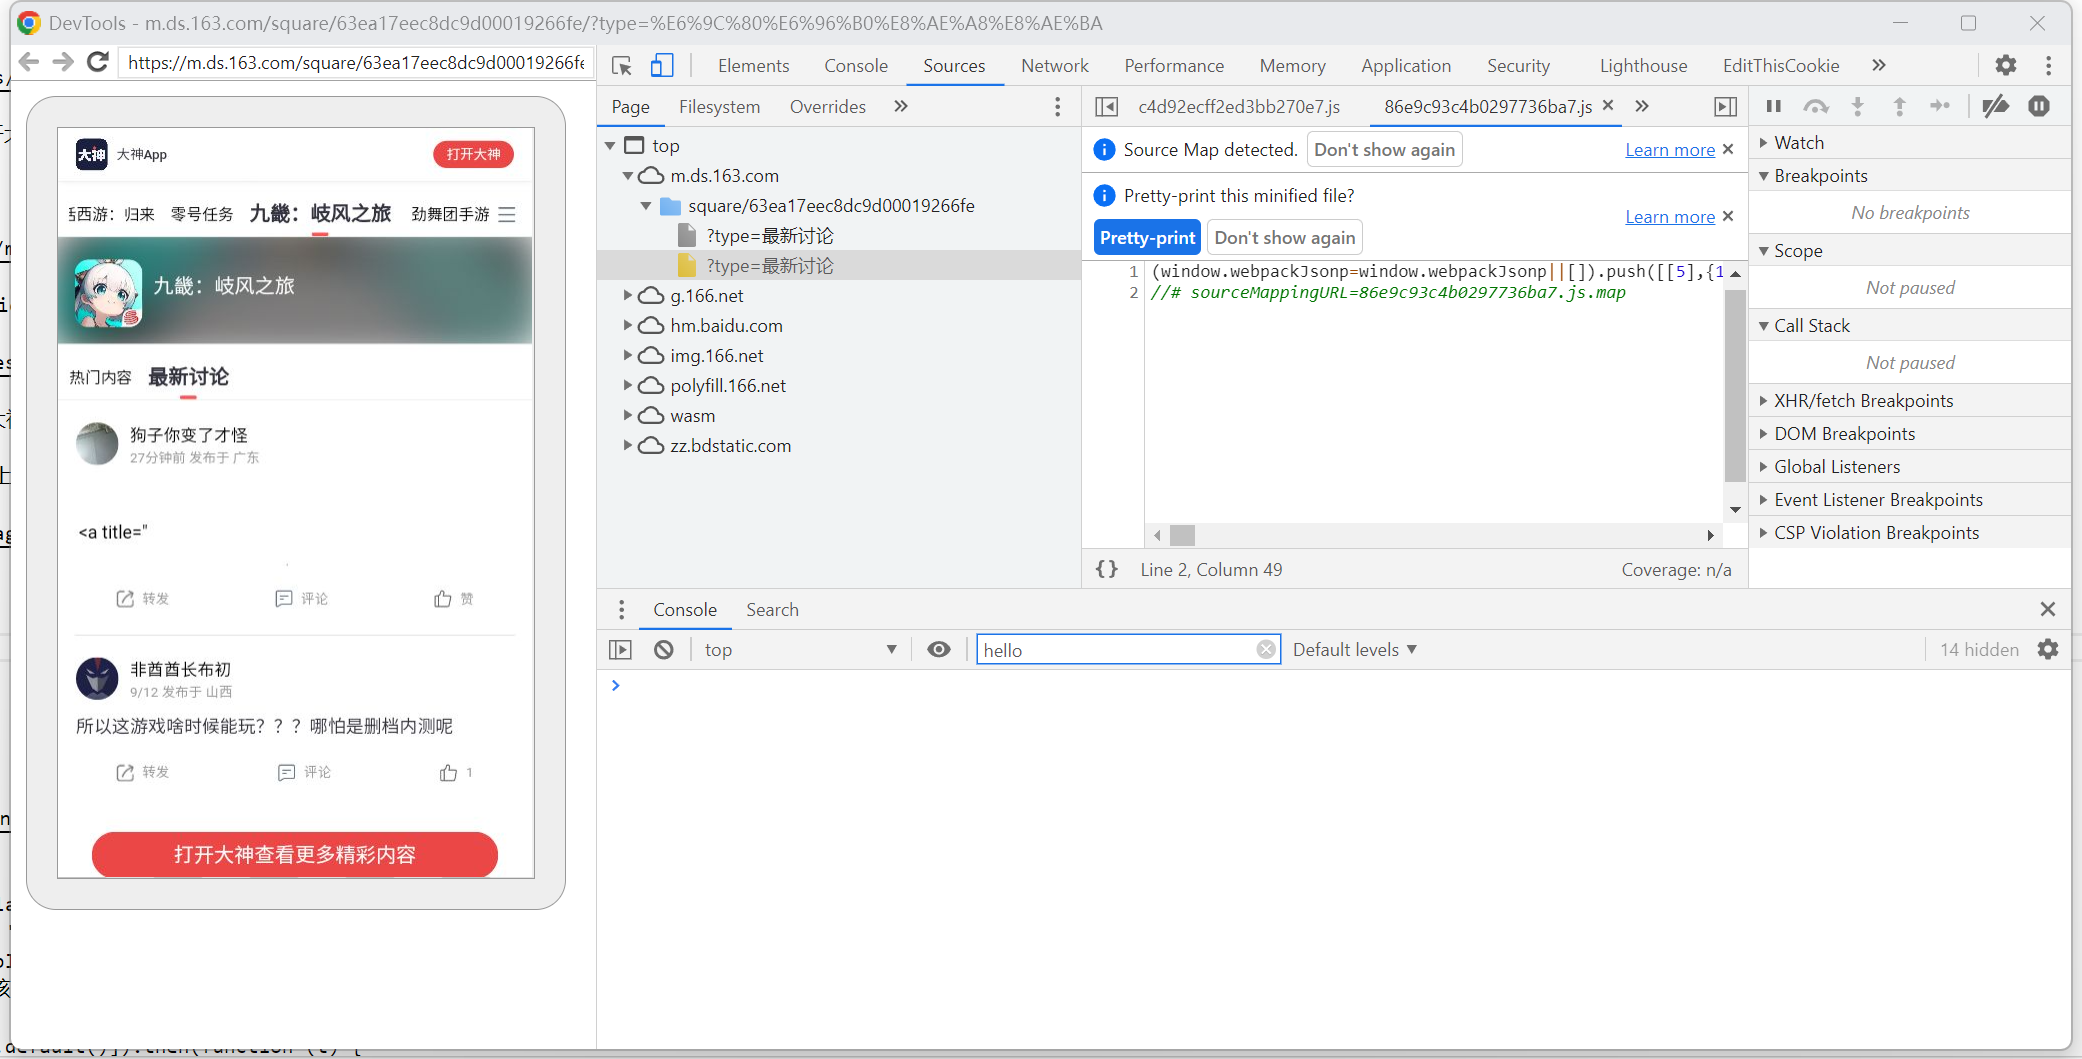 DevTools - m.ds.163.com/square/63ea17eec8dc9d00019266fe/?type=%E6%9C%80%E6%96%B0%E8%AE%A8%E8%AE%BA
https://m.ds.163.com/square/63ea17eec8dc9d00019266fe
Elements Console Sources Network Performance Memory Application Security Lighthouse EditThisCookie
Page Filesystem Overrides
c4d92ecff2ed3bb270e7.js 86e9c93c4b0297736ba7.js
大神
大神App
打开大神
西游：归来 零号任务 九畿：岐风之旅 劲舞团手游
九畿：岐风之旅
热门内容 最新讨论
狗子你变了才怪
27分钟前 发布于 广东
<a title="
转发 评论 赞
非酋酋长布初
9/12 发布于 山西
所以这游戏啥时候能玩？？？哪怕是删档内测呢
转发 评论 1
打开大神查看更多精彩内容
top
m.ds.163.com
square/63ea17eec8dc9d00019266fe
?type=最新讨论
?type=最新讨论
g.166.net
hm.baidu.com
img.166.net
polyfill.166.net
wasm
zz.bdstatic.com
Source Map detected. Don't show again Learn more
Pretty-print this minified file?
Pretty-print Don't show again Learn more
1 (window.webpackJsonp=window.webpackJsonp||[]).push([[5],{1
2 //# sourceMappingURL=86e9c93c4b0297736ba7.js.map
{} Line 2, Column 49 Coverage: n/a
Watch
Breakpoints
No breakpoints
Scope
Not paused
Call Stack
Not paused
XHR/fetch Breakpoints
DOM Breakpoints
Global Listeners
Event Listener Breakpoints
CSP Violation Breakpoints
Console Search
top hello Default levels 14 hidden